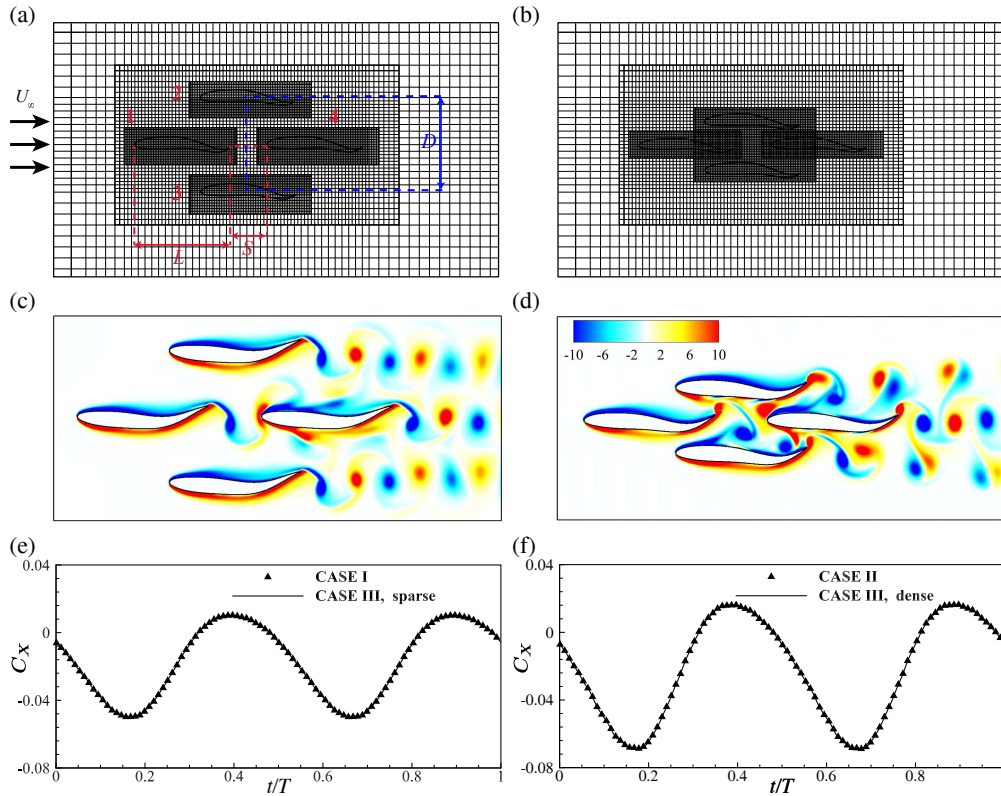 (a)
(b)
U∞
1
2
3
4
D
L
S
(c)
(d)
-10 -6 -2 2 6 10
(e)
(f)
0.04
0
-0.04
-0.08
C_X
CASE I
CASE III, sparse
0 0.2 0.4 0.6 0.8 1
t/T
0.04
0
-0.04
-0.08
C_X
CASE II
CASE III, dense
0 0.2 0.4 0.6 0.8 1
t/T